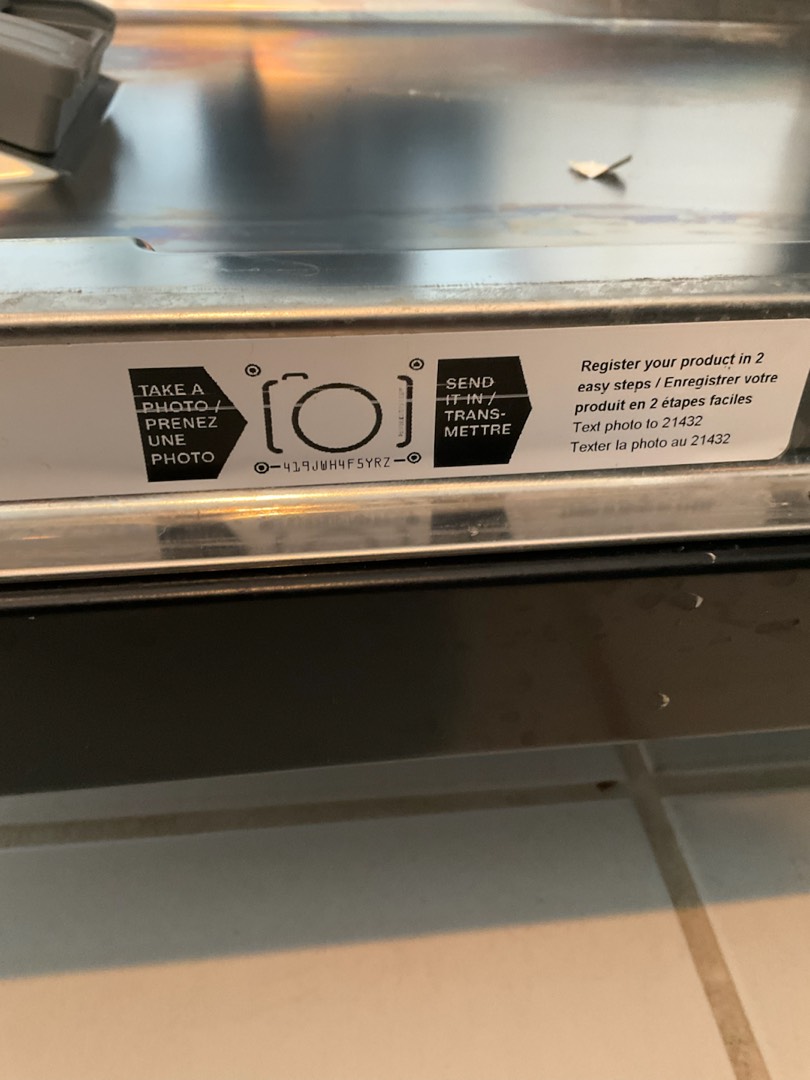 TAKE A
PHOTO /
PRENEZ
UNE
PHOTO
419JWH4F5YRZ
SEND
IT IN /
TRANS-
METTRE
Register your product in 2
easy steps / Enregistrer votre
produit en 2 étapes faciles
Text photo to 21432
Texter la photo au 21432